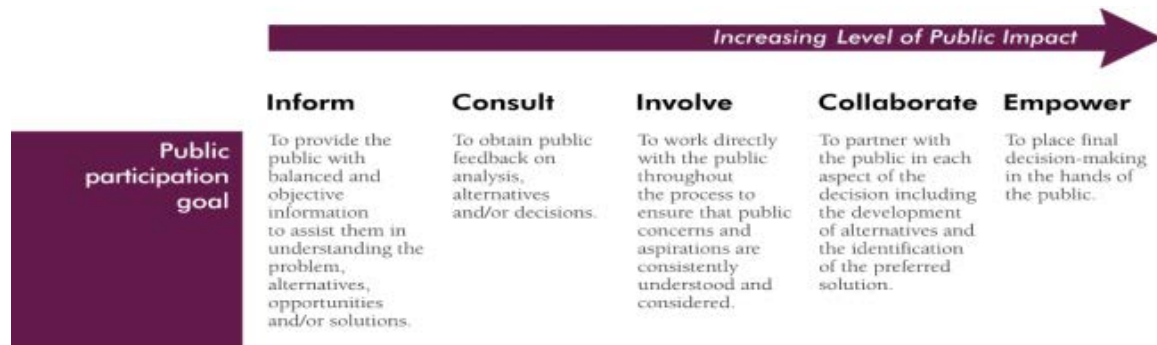 Increasing Level of Public Impact
Inform
Consult
Involve
Collaborate
Empower
Public
participation
goal
To provide the
public with
balanced and
objective
information
to assist them in
understanding the
problem,
alternatives,
opportunities
and/or solutions.
To obtain public
feedback on
analysis,
alternatives
and/or decisions.
To work directly
with the public
throughout
the process to
ensure that public
concerns and
aspirations are
consistently
understood and
considered.
To partner with
the public in each
aspect of the
decision including
the development
of alternatives and
the identification
of the preferred
solution.
To place final
decision-making
in the hands of
the public.